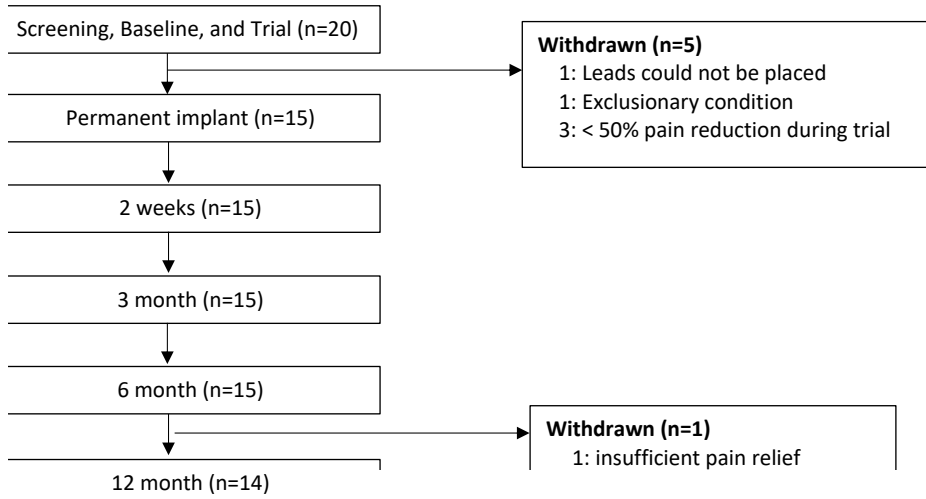 Screening, Baseline, and Trial (n=20)
Withdrawn (n=5)
1: Leads could not be placed
1: Exclusionary condition
3: < 50% pain reduction during trial
Permanent implant (n=15)
2 weeks (n=15)
3 month (n=15)
6 month (n=15)
Withdrawn (n=1)
1: insufficient pain relief
12 month (n=14)